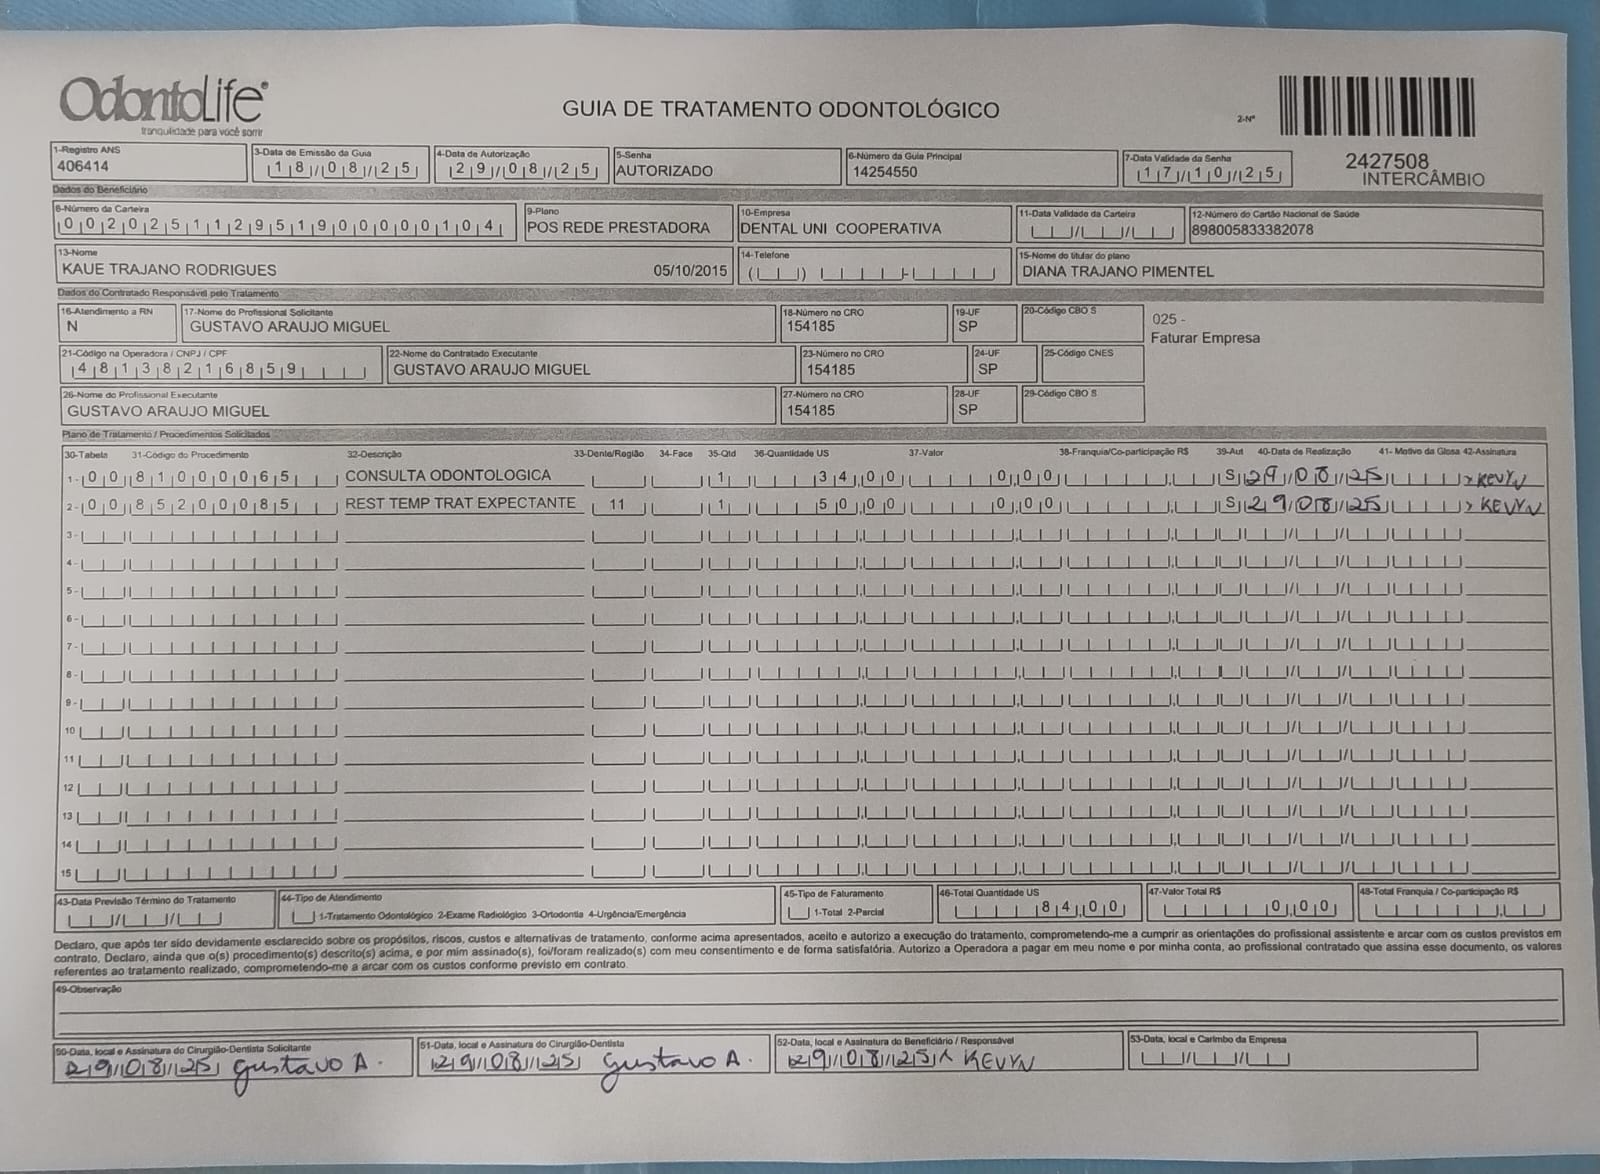 OdontoLife®
tranquilidade para você sorrir
GUIA DE TRATAMENTO ODONTOLÓGICO
2-Nº
2427508
INTERCÂMBIO
1-Registro ANS
406414
3-Data de Emissão da Guia
18/08/25
4-Data de Autorização
29/08/25
5-Senha
AUTORIZADO
6-Número da Guia Principal
14254550
7-Data Validade da Senha
17/10/25
Dados do Beneficiário
8-Número da Carteira
002025112951900000104
9-Plano
POS REDE PRESTADORA
10-Empresa
DENTAL UNI COOPERATIVA
11-Data Validade da Carteira
12-Número do Cartão Nacional de Saúde
898005833382078
13-Nome
KAUE TRAJANO RODRIGUES 05/10/2015
14-Telefone
15-Nome do titular do plano
DIANA TRAJANO PIMENTEL
Dados do Contratado Responsável pelo Tratamento
16-Atendimento a RN
N
17-Nome do Profissional Solicitante
GUSTAVO ARAUJO MIGUEL
18-Número no CRO
154185
19-UF
SP
20-Código CBO S
025 -
Faturar Empresa
21-Código na Operadora / CNPJ / CPF
48138216859
22-Nome do Contratado Executante
GUSTAVO ARAUJO MIGUEL
23-Número no CRO
154185
24-UF
SP
25-Código CNES
26-Nome do Profissional Executante
GUSTAVO ARAUJO MIGUEL
27-Número no CRO
154185
28-UF
SP
29-Código CBO S
Plano de Tratamento / Procedimentos Solicitados
30-Tabela 31-Código do Procedimento 32-Descrição 33-Dente/Região 34-Face 35-Qtd 36-Quantidade US 37-Valor 38-Franquia/Co-participação R$ 39-Aut 40-Data de Realização 41- Motivo da Glosa 42-Assinatura
1- 00 81000065 CONSULTA ODONTOLOGICA 1 34,00 0,00 S 29/08/25 KEVYN
2- 00 85200085 REST TEMP TRAT EXPECTANTE 11 1 50,00 0,00 S 29/08/25 KEVYN
3-
4-
5-
6-
7-
8-
9-
10
11
12
13
14
15
43-Data Previsão Término do Tratamento
44-Tipo de Atendimento
1-Tratamento Odontológico 2-Exame Radiológico 3-Ortodontia 4-Urgência/Emergência
45-Tipo de Faturamento
1-Total 2-Parcial
46-Total Quantidade US
84,00
47-Valor Total R$
0,00
48-Total Franquia / Co-participação R$
Declaro, que após ter sido devidamente esclarecido sobre os propósitos, riscos, custos e alternativas de tratamento, conforme acima apresentados, aceito e autorizo a execução do tratamento, comprometendo-me a cumprir as orientações do profissional assistente e arcar com os custos previstos em
contrato. Declaro, ainda que o(s) procedimento(s) descrito(s) acima, e por mim assinado(s), foi/foram realizado(s) com meu consentimento e de forma satisfatória. Autorizo a Operadora a pagar em meu nome e por minha conta, ao profissional contratado que assina esse documento, os valores
referentes ao tratamento realizado, comprometendo-me a arcar com os custos conforme previsto em contrato.
49-Observação
50-Data, local e Assinatura do Cirurgião-Dentista Solicitante
29/08/25 Gustavo A.
51-Data, local e Assinatura do Cirurgião-Dentista
29/08/25 Gustavo A.
52-Data, local e Assinatura do Beneficiário / Responsável
29/08/25 x KEVYN
53-Data, local e Carimbo da Empresa